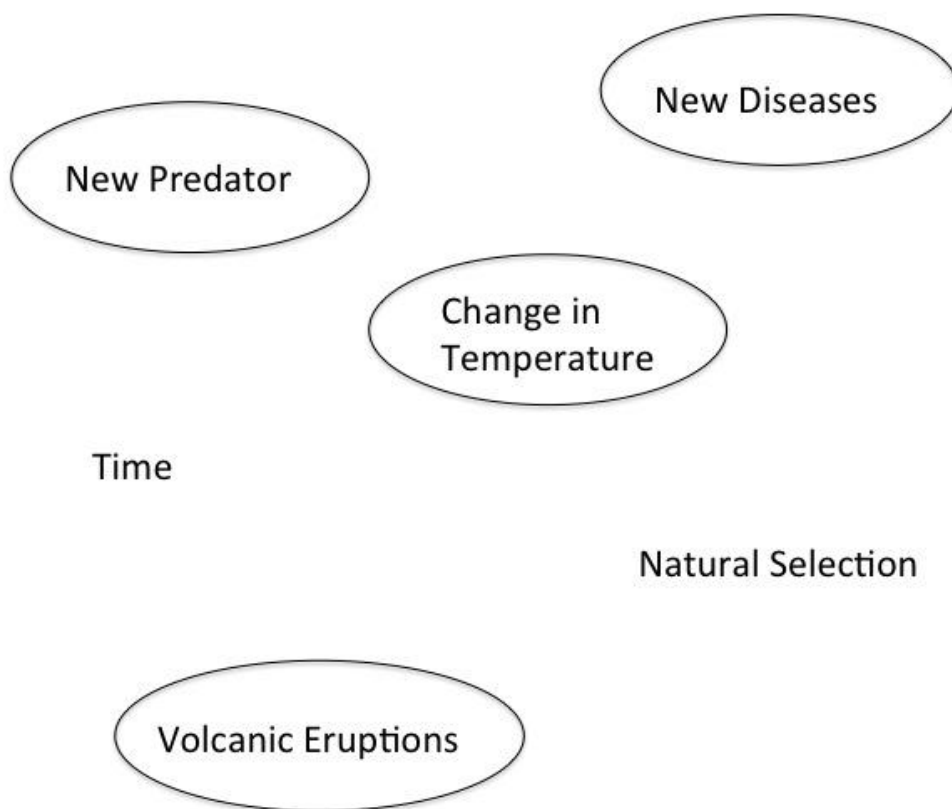 New Diseases
New Predator
Change in
Temperature
Time
Natural Selection
Volcanic Eruptions